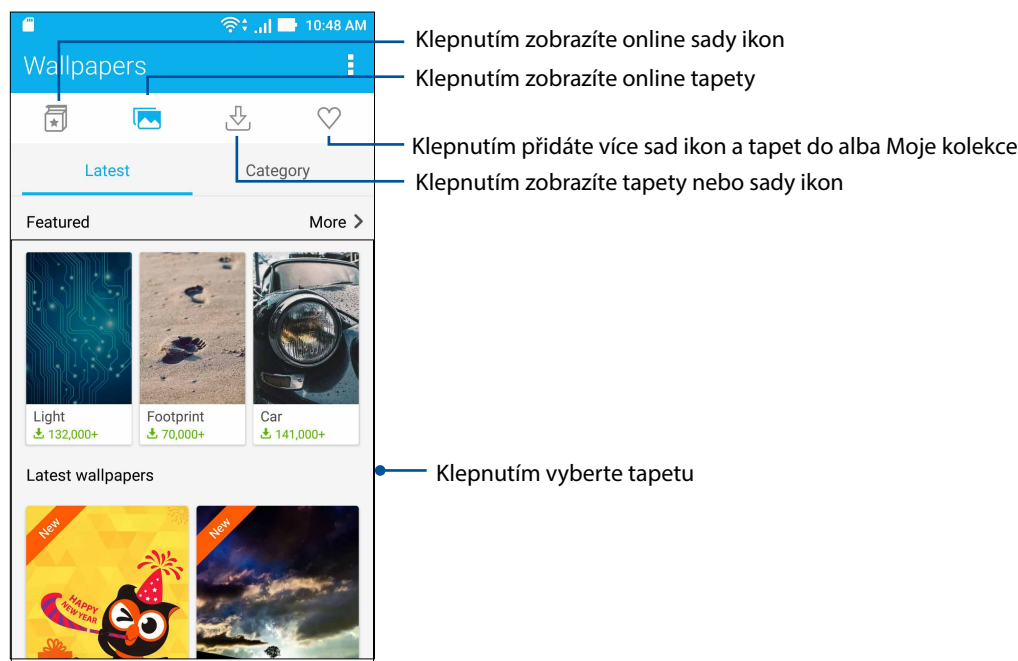 10:48 AM
Wallpapers
Klepnutím zobrazíte online sady ikon
Klepnutím zobrazíte online tapety
Klepnutím přidáte více sad ikon a tapet do alba Moje kolekce
Klepnutím zobrazíte tapety nebo sady ikon
Latest
Category
Featured
More
Light
132,000+
Footprint
70,000+
Car
141,000+
Latest wallpapers
Klepnutím vyberte tapetu
New
New
HAPPY
NEW YEAR